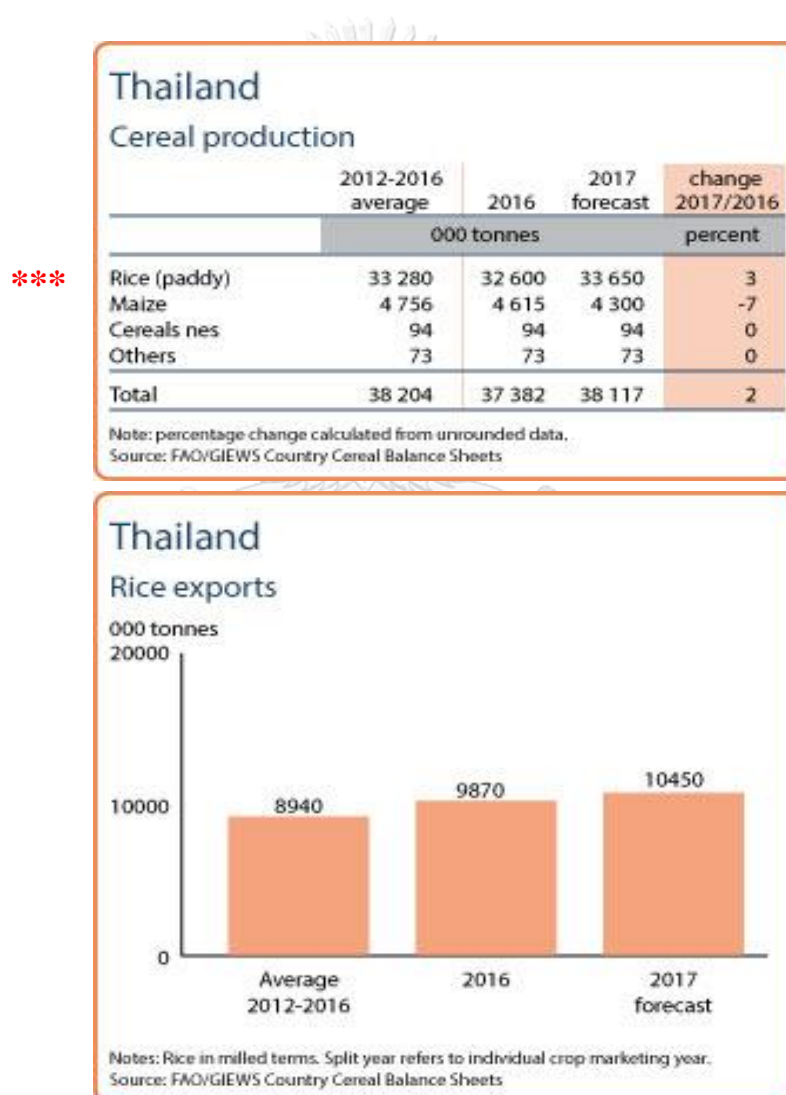 Thailand
Cereal production
2012-2016 average 2016 2017 forecast change 2017/2016
000 tonnes percent
*** Rice (paddy) 33 280 32 600 33 650 3
Maize 4 756 4 615 4 300 -7
Cereals nes 94 94 94 0
Others 73 73 73 0
Total 38 204 37 382 38 117 2
Note: percentage change calculated from unrounded data.
Source: FAO/GIEWS Country Cereal Balance Sheets
Thailand
Rice exports
000 tonnes
20000
10450
9870
10000 8940
0
Average 2012-2016 2016 2017 forecast
Notes: Rice in milled terms. Split year refers to individual crop marketing year.
Source: FAO/GIEWS Country Cereal Balance Sheets